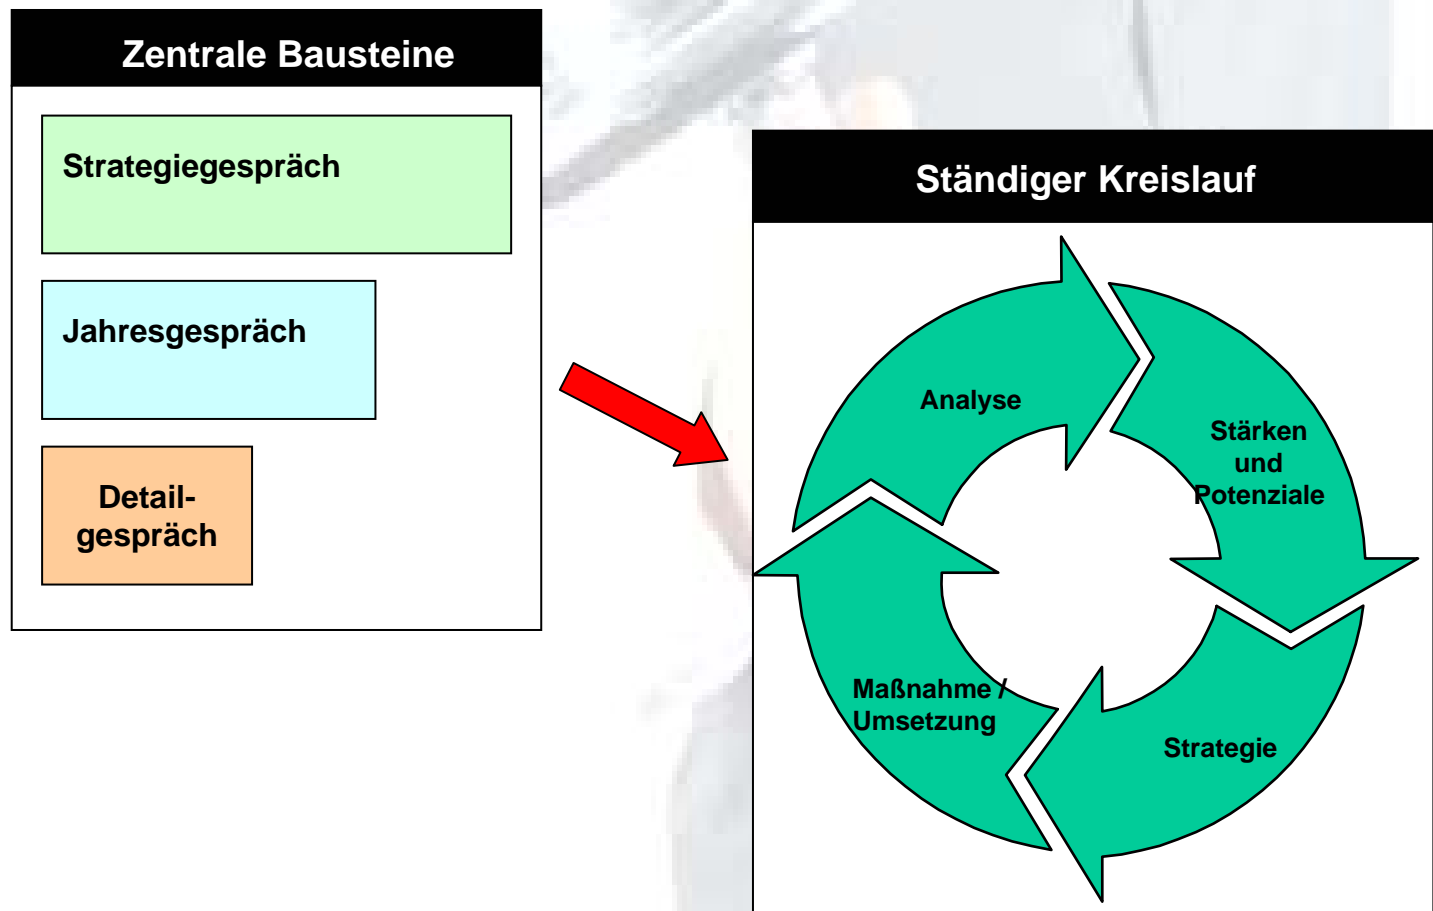 Zentrale Bausteine
Strategiegespräch
Jahresgespräch
Detail-
gespräch
Ständiger Kreislauf
Analyse
Stärken
und
Potenziale
Strategie
Maßnahme /
Umsetzung